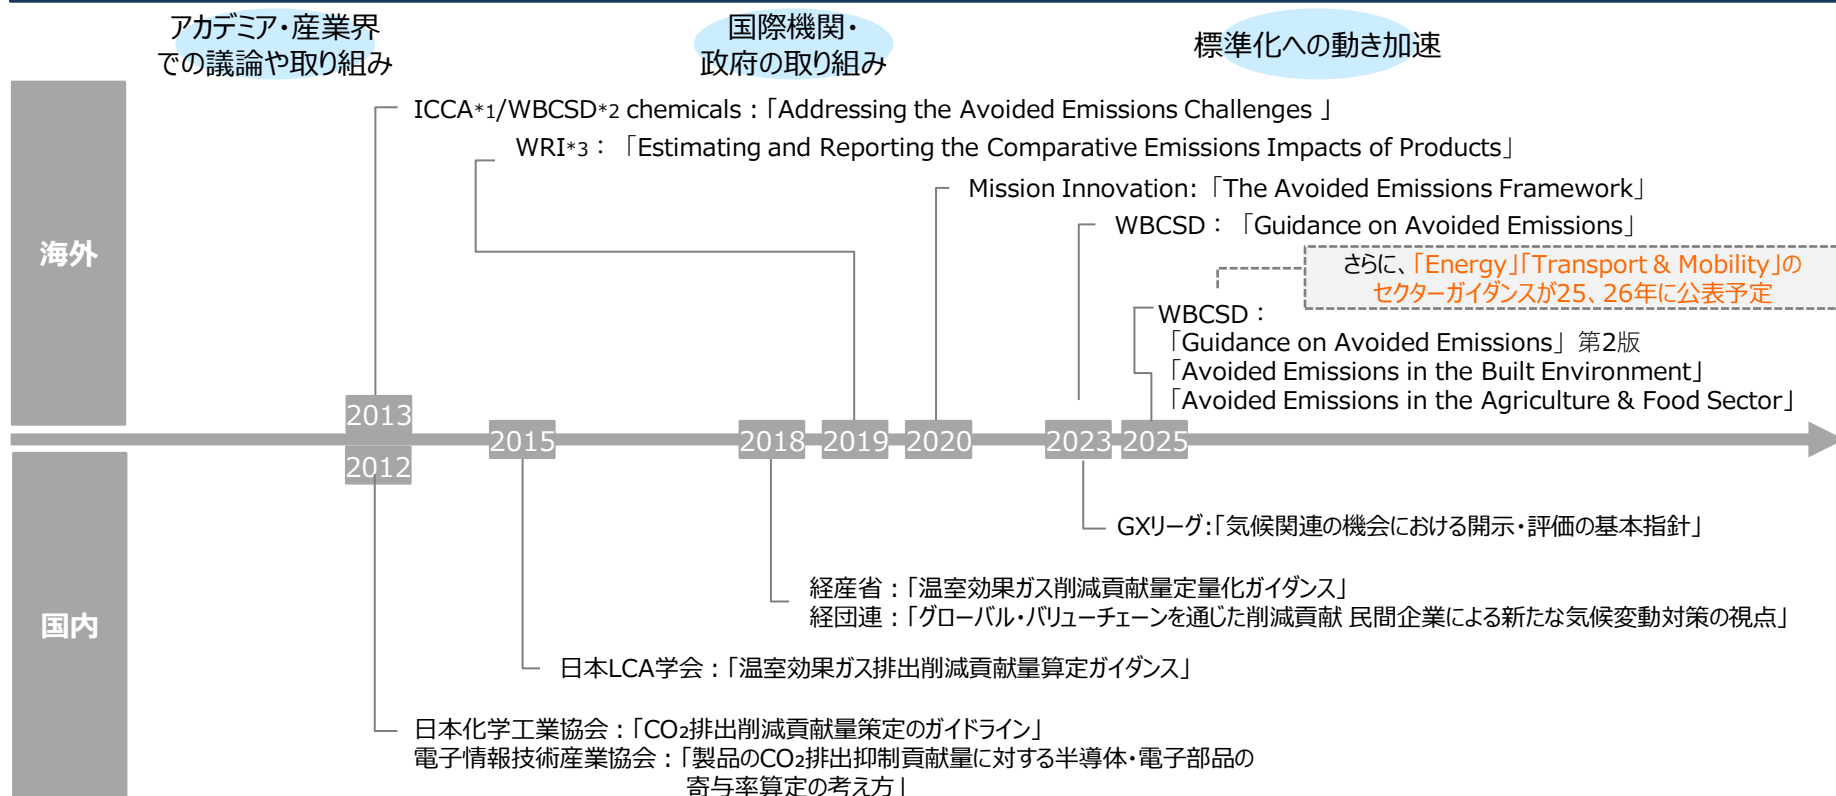 アカデミア・産業界
での議論や取り組み
国際機関・
政府の取り組み
標準化への動き加速
海外
ICCA*1/WBCSD*2 chemicals：「Addressing the Avoided Emissions Challenges 」
WRI*3： 「Estimating and Reporting the Comparative Emissions Impacts of Products」
Mission Innovation:「The Avoided Emissions Framework」
WBCSD： 「Guidance on Avoided Emissions」
さらに、「Energy」「Transport & Mobility」の
セクターガイダンスが25、26年に公表予定
WBCSD：
「Guidance on Avoided Emissions」第2版
「Avoided Emissions in the Built Environment」
「Avoided Emissions in the Agriculture & Food Sector」
2013
2012
2015
2018
2019
2020
2023
2025
国内
GXリーグ:「気候関連の機会における開示・評価の基本指針」
経産省：「温室効果ガス削減貢献量定量化ガイダンス」
経団連：「グローバル・バリューチェーンを通じた削減貢献 民間企業による新たな気候変動対策の視点」
日本LCA学会：「温室効果ガス排出削減貢献量算定ガイダンス」
日本化学工業協会：「CO₂排出削減貢献量策定のガイドライン」
電子情報技術産業協会：「製品のCO₂排出抑制貢献量に対する半導体・電子部品の
寄与率算定の考え方」